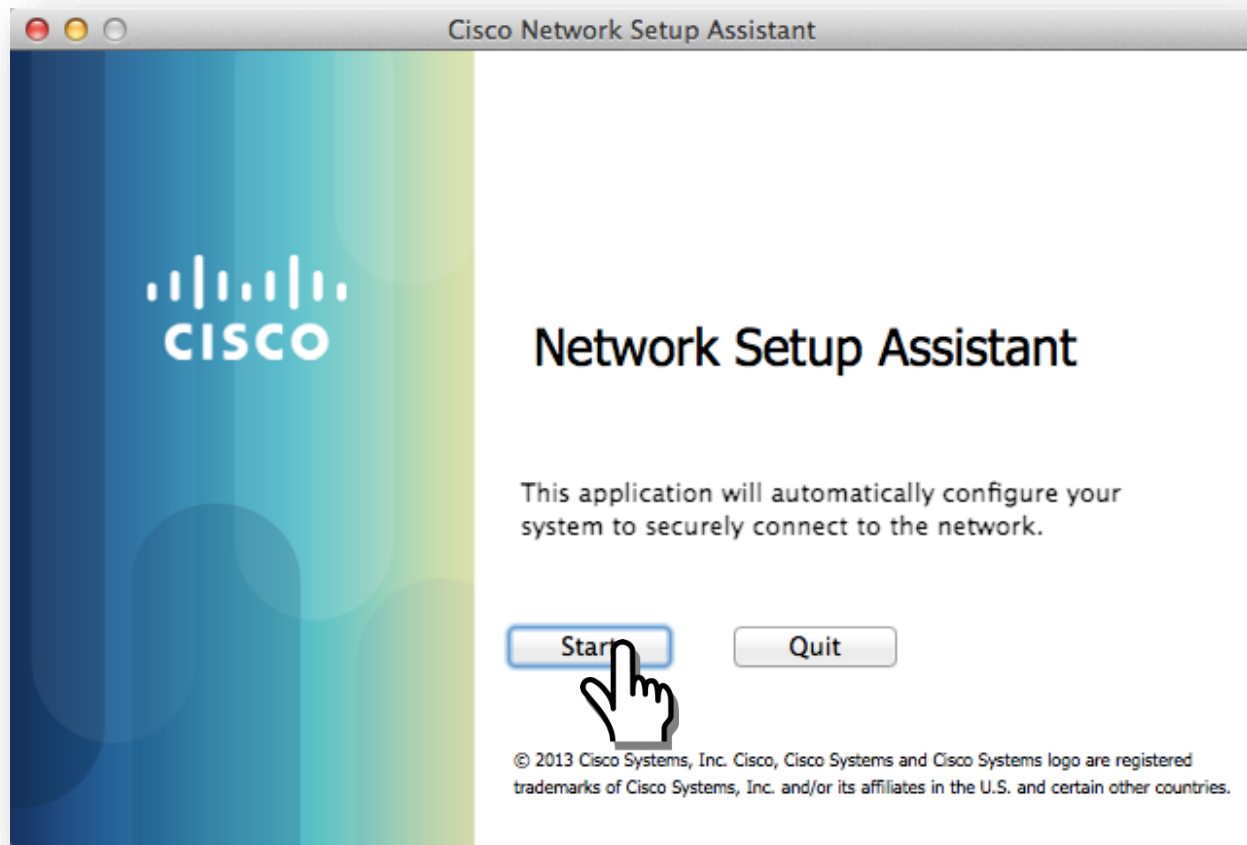 Cisco Network Setup Assistant
CISCO
Network Setup Assistant
This application will automatically configure your
system to securely connect to the network.
Start
Quit
© 2013 Cisco Systems, Inc. Cisco, Cisco Systems and Cisco Systems logo are registered
trademarks of Cisco Systems, Inc. and/or its affiliates in the U.S. and certain other countries.